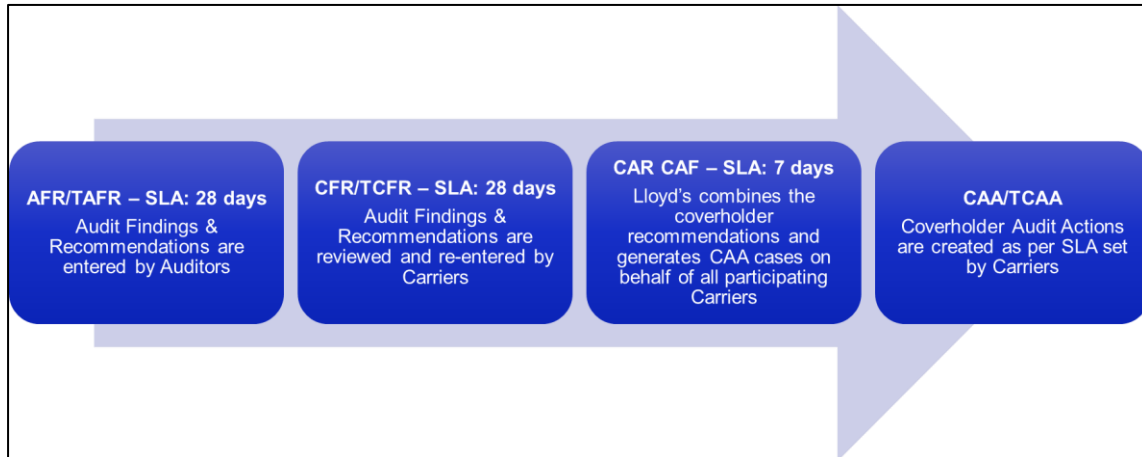 AFR/TAFR – SLA: 28 days
Audit Findings &
Recommendations are
entered by Auditors
CFR/TCFR – SLA: 28 days
Audit Findings &
Recommendations are
reviewed and re-entered by
Carriers
CAR CAF – SLA: 7 days
Lloyd's combines the
coverholder
recommendations and
generates CAA cases on
behalf of all participating
Carriers
CAA/TCAA
Coverholder Audit Actions
are created as per SLA set
by Carriers